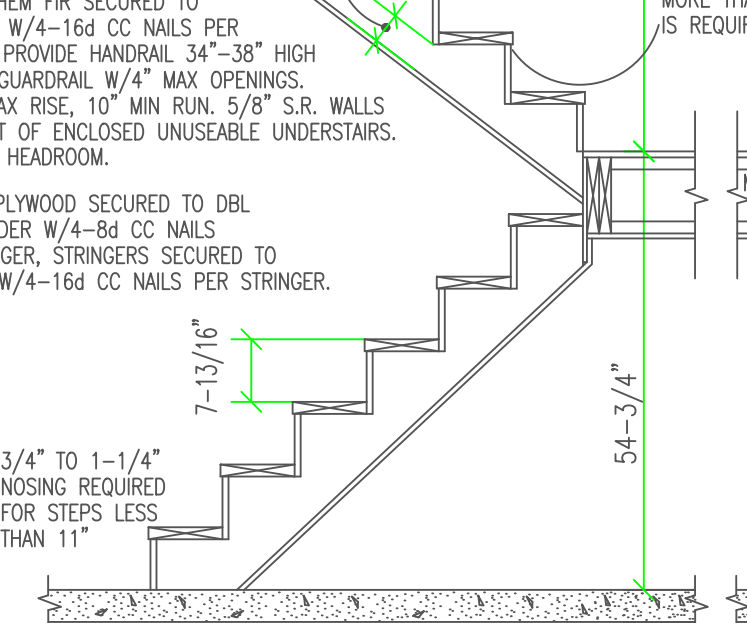 HEM FIR SECURED TO
W/4-16d CC NAILS PER
PROVIDE HANDRAIL 34"-38" HIGH
GUARDRAIL W/4" MAX OPENINGS.
AX RISE, 10" MIN RUN. 5/8" S.R. WALLS
T OF ENCLOSED UNUSEABLE UNDERSTAIRS.
HEADROOM.
PLYWOOD SECURED TO DBL
DER W/4-8d CC NAILS
GER, STRINGERS SECURED TO
W/4-16d CC NAILS PER STRINGER.
MORE THA
IS REQUIR
7-13/16"
54-3/4"
3/4" TO 1-1/4"
NOSING REQUIRED
FOR STEPS LESS
THAN 11"